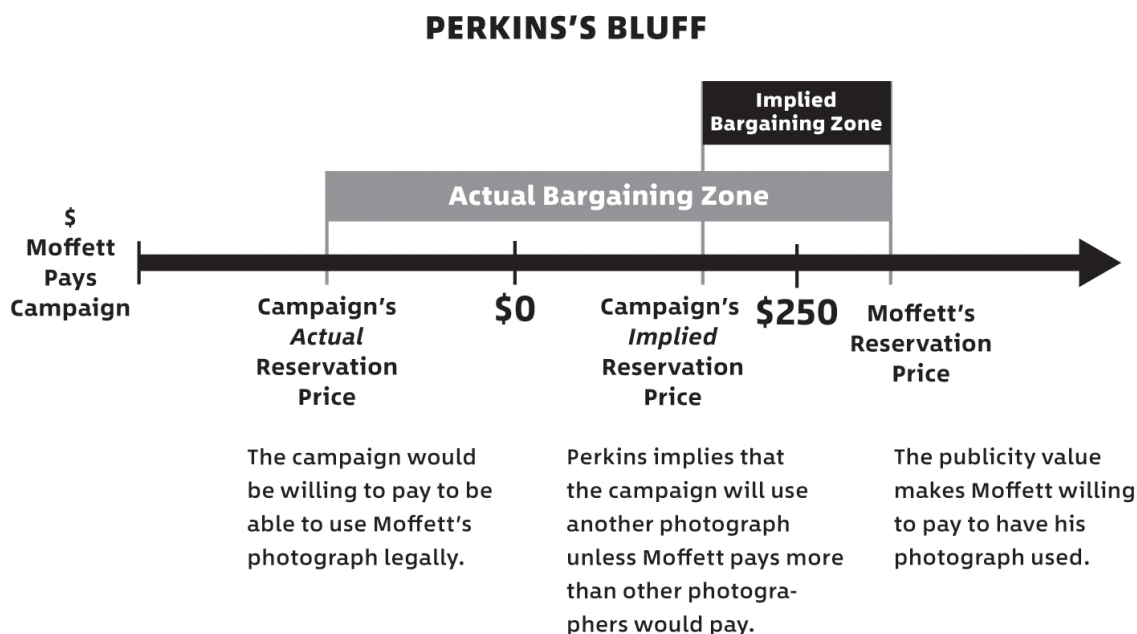 PERKINS'S BLUFF
Implied
Bargaining Zone
Actual Bargaining Zone
$
Moffett
Pays
Campaign
Campaign's
Actual
Reservation
Price
$0
Campaign's
Implied
Reservation
Price
$250
Moffett's
Reservation
Price
The campaign would
be willing to pay to be
able to use Moffett's
photograph legally.
Perkins implies that
the campaign will use
another photograph
unless Moffett pays more
than other photogra-
phers would pay.
The publicity value
makes Moffett willing
to pay to have his
photograph used.